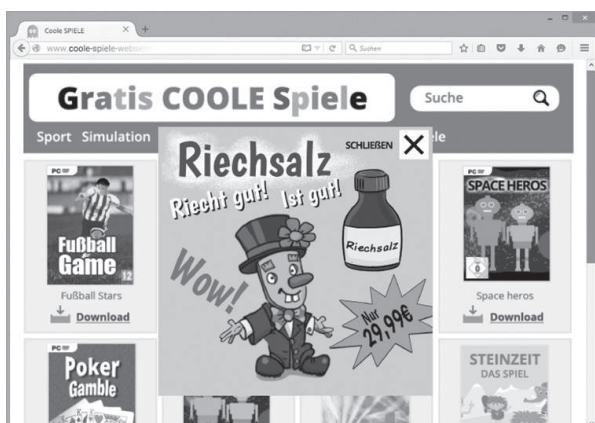 Coole SPIELE
www.coole-spiele-webseite
Suchen
Gratis COOLE Spiele
Suche
Sport Simulation
le
Riechsalz
SCHLIEßEN
Riecht gut! Ist gut!
Wow!
Riechsalz
Nur
29,99€
PC
Fußball
Game
12
Fußball Stars
Download
PC
SPACE HEROS
0
Space heros
Download
PC
Poker
Gamble
STEINZEIT
DAS SPIEL